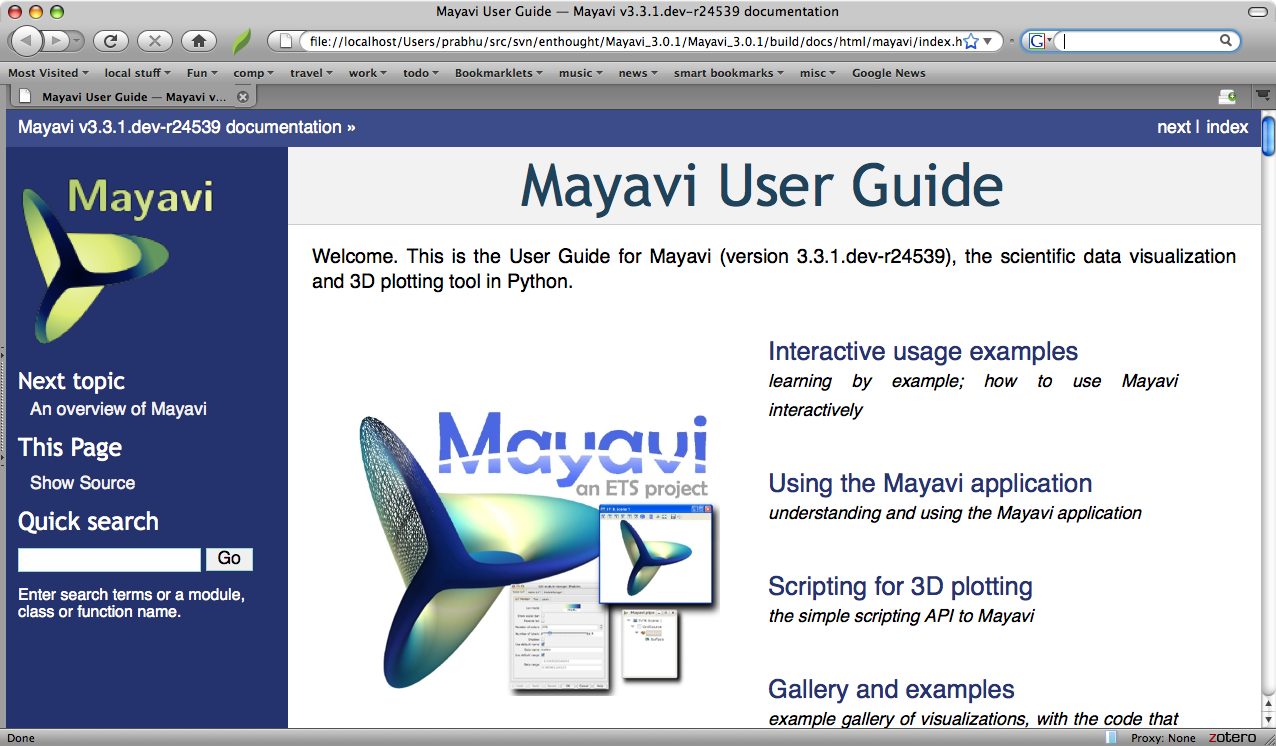 Mayavi User Guide — Mayavi v3.3.1.dev-r24539 documentation
file://localhost/Users/prabhu/src/svn/enthought/Mayavi_3.0.1/Mayavi_3.0.1/build/docs/html/mayavi/index.h
G
Most Visited local stuff Fun comp travel work todo Bookmarklets music news smart bookmarks misc Google News
Mayavi User Guide — Mayavi v...
Mayavi v3.3.1.dev-r24539 documentation » next | index
Mayavi
Next topic
An overview of Mayavi
This Page
Show Source
Quick search
Go
Enter search terms or a module,
class or function name.
Mayavi User Guide
Welcome. This is the User Guide for Mayavi (version 3.3.1.dev-r24539), the scientific data visualization
and 3D plotting tool in Python.
Mayavi
an ETS project
Interactive usage examples
learning by example; how to use Mayavi
interactively
Using the Mayavi application
understanding and using the Mayavi application
Scripting for 3D plotting
the simple scripting API to Mayavi
Gallery and examples
example gallery of visualizations, with the code that
Done Proxy: None zotero